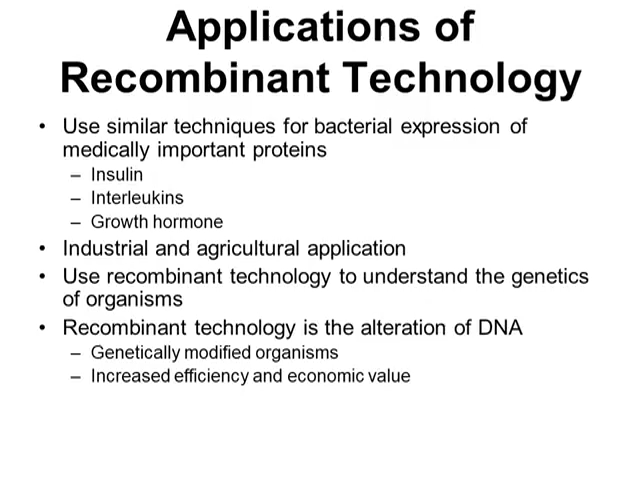 Applications of
Recombinant Technology
• Use similar techniques for bacterial expression of
medically important proteins
– Insulin
– Interleukins
– Growth hormone
• Industrial and agricultural application
• Use recombinant technology to understand the genetics
of organisms
• Recombinant technology is the alteration of DNA
– Genetically modified organisms
– Increased efficiency and economic value